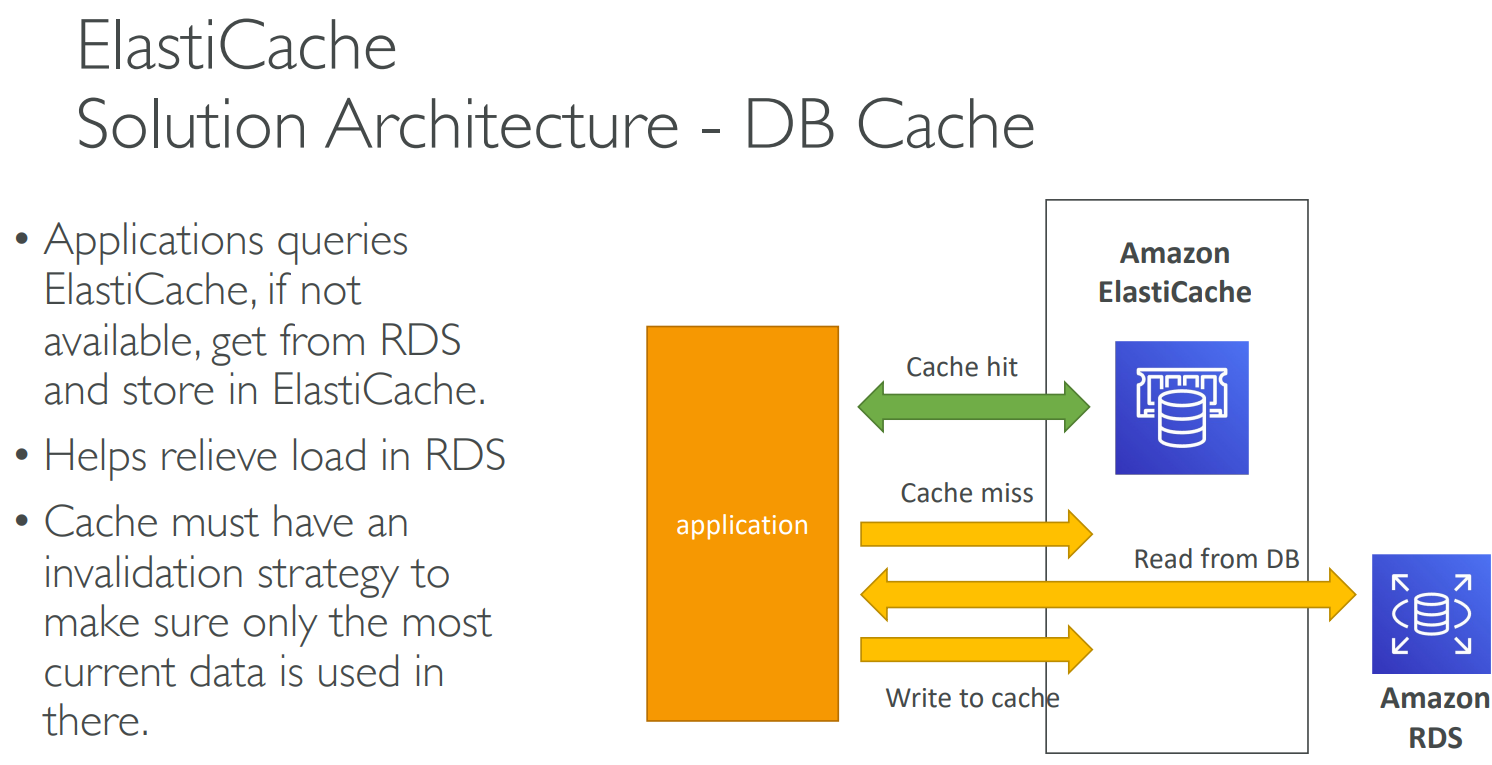 ElastiCache
Solution Architecture - DB Cache
• Applications queries
ElastiCache, if not
available, get from RDS
and store in ElastiCache.
• Helps relieve load in RDS
• Cache must have an
invalidation strategy to
make sure only the most
current data is used in
there.
application
Cache hit
Cache miss
Read from DB
Write to cache
Amazon
ElastiCache
Amazon
RDS